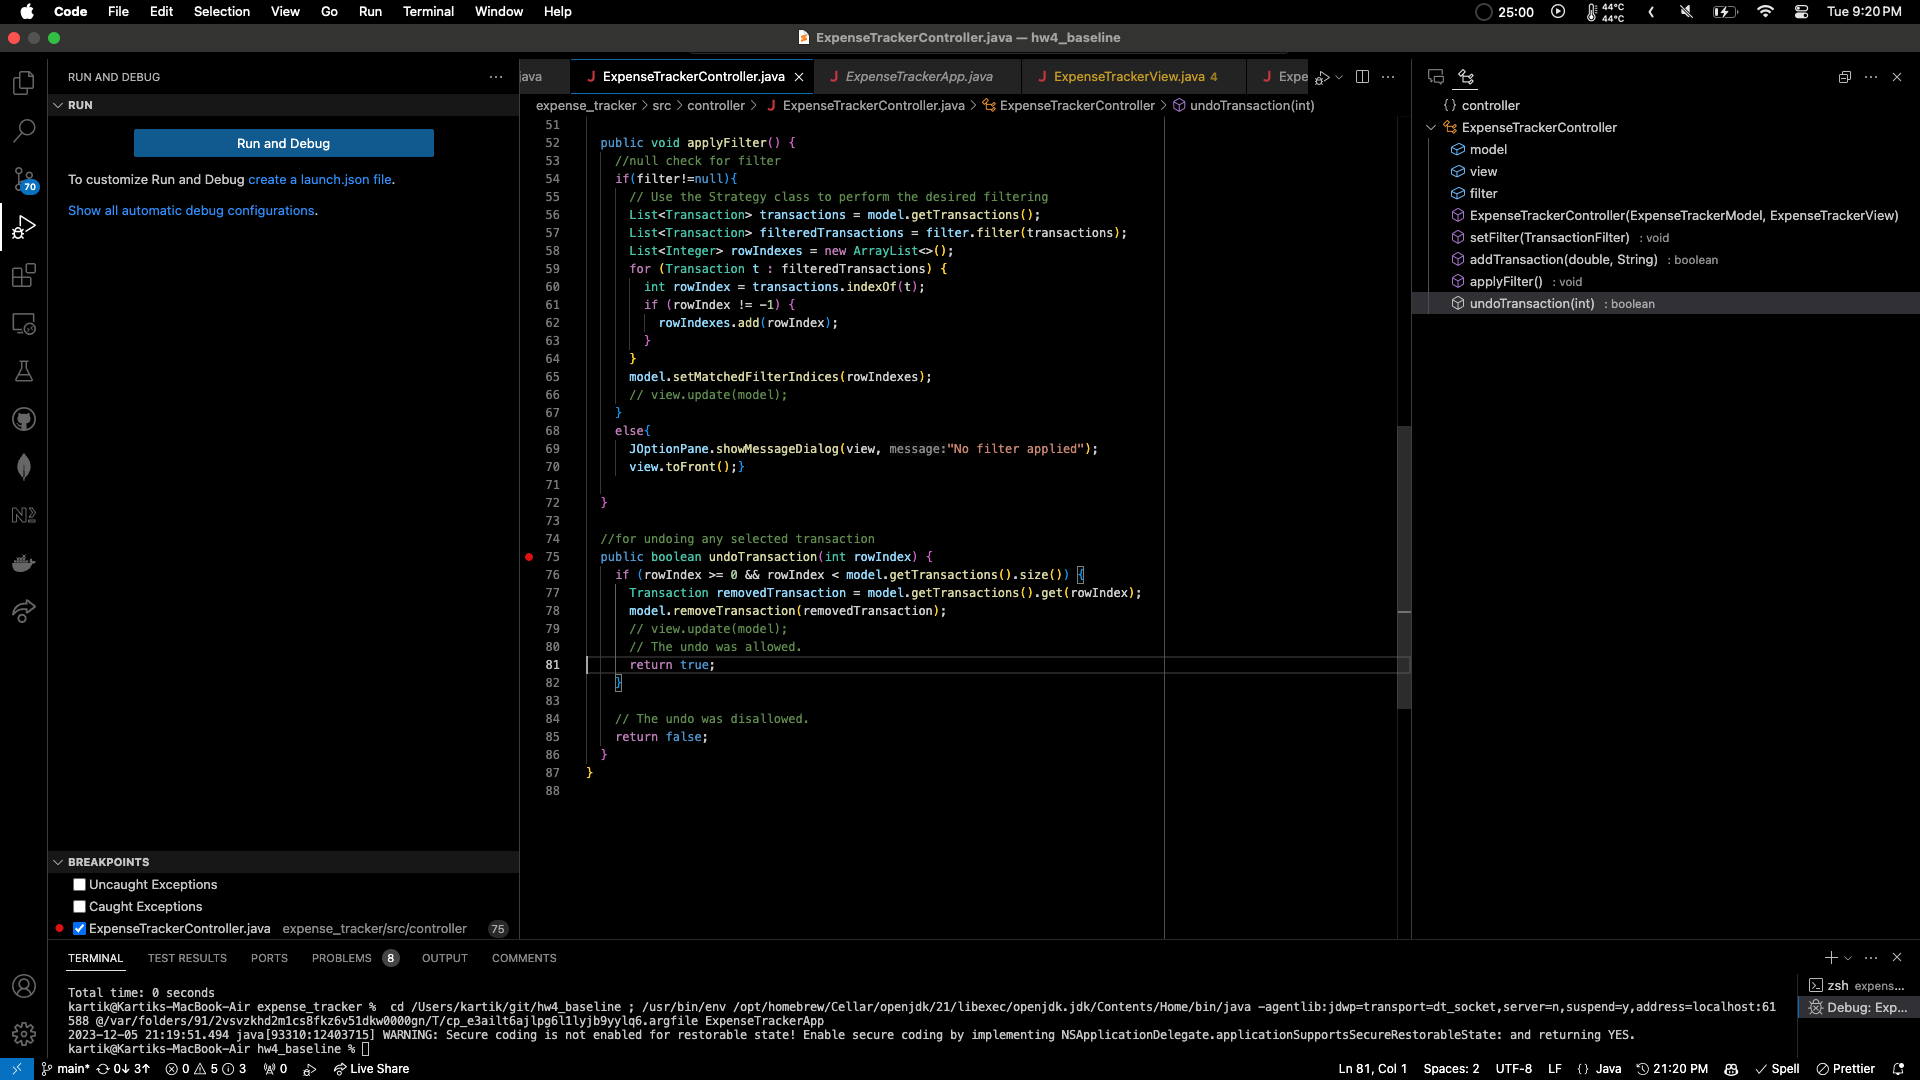 Code File Edit Selection View Go Run Terminal Window Help 25:00 44°C 44°C Tue 9:20 PM
ExpenseTrackerController.java — hw4_baseline
RUN AND DEBUG
RUN
Run and Debug
To customize Run and Debug create a launch.json file.
Show all automatic debug configurations.
70
BREAKPOINTS
Uncaught Exceptions
Caught Exceptions
ExpenseTrackerController.java expense_tracker/src/controller 75
java ExpenseTrackerController.java ExpenseTrackerApp.java ExpenseTrackerView.java 4 Expe
expense_tracker > src > controller > ExpenseTrackerController.java > ExpenseTrackerController > undoTransaction(int)
51
52 public void applyFilter() {
53 //null check for filter
54 if(filter!=null){
55 // Use the Strategy class to perform the desired filtering
56 List<Transaction> transactions = model.getTransactions();
57 List<Transaction> filteredTransactions = filter.filter(transactions);
58 List<Integer> rowIndexes = new ArrayList<>();
59 for (Transaction t : filteredTransactions) {
60 int rowIndex = transactions.indexOf(t);
61 if (rowIndex != -1) {
62 rowIndexes.add(rowIndex);
63 }
64 }
65 model.setMatchedFilterIndices(rowIndexes);
66 // view.update(model);
67 }
68 else{
69 JOptionPane.showMessageDialog(view, message:"No filter applied");
70 view.toFront();}
71
72 }
73
74 //for undoing any selected transaction
75 public boolean undoTransaction(int rowIndex) {
76 if (rowIndex >= 0 && rowIndex < model.getTransactions().size()) {
77 Transaction removedTransaction = model.getTransactions().get(rowIndex);
78 model.removeTransaction(removedTransaction);
79 // view.update(model);
80 // The undo was allowed.
81 return true;
82 }
83
84 // The undo was disallowed.
85 return false;
86 }
87 }
88
{} controller
ExpenseTrackerController
model
view
filter
ExpenseTrackerController(ExpenseTrackerModel, ExpenseTrackerView)
setFilter(TransactionFilter) : void
addTransaction(double, String) : boolean
applyFilter() : void
undoTransaction(int) : boolean
TERMINAL TEST RESULTS PORTS PROBLEMS 8 OUTPUT COMMENTS
Total time: 0 seconds
kartik@Kartiks-MacBook-Air expense_tracker % cd /Users/kartik/git/hw4_baseline ; /usr/bin/env /opt/homebrew/Cellar/openjdk/21/libexec/openjdk.jdk/Contents/Home/bin/java -agentlib:jdwp=transport=dt_socket,server=n,suspend=y,address=localhost:61
588 @/var/folders/91/2vsvzkhd2m1cs8fkz6v51dkw0000gn/T/cp_e3ailt6ajlpg6l1lyjb9yylq6.argfile ExpenseTrackerApp
2023-12-05 21:19:51.494 java[93310:12403715] WARNING: Secure coding is not enabled for restorable state! Enable secure coding by implementing NSApplicationDelegate.applicationSupportsSecureRestorableState: and returning YES.
kartik@Kartiks-MacBook-Air hw4_baseline %
zsh expens...
Debug: Exp...
main* 0↓ 3↑ 0 5 3 0 Live Share Ln 81, Col 1 Spaces: 2 UTF-8 LF {} Java 21:20 PM Spell Prettier